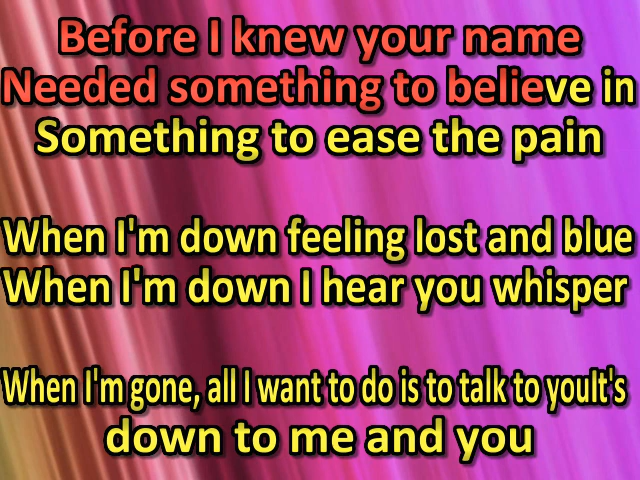 Before I knew your name
Needed something to believe in
Something to ease the pain
When I'm down feeling lost and blue
When I'm down I hear you whisper
When I'm gone, all I want to do is to talk to youIt's
down to me and you